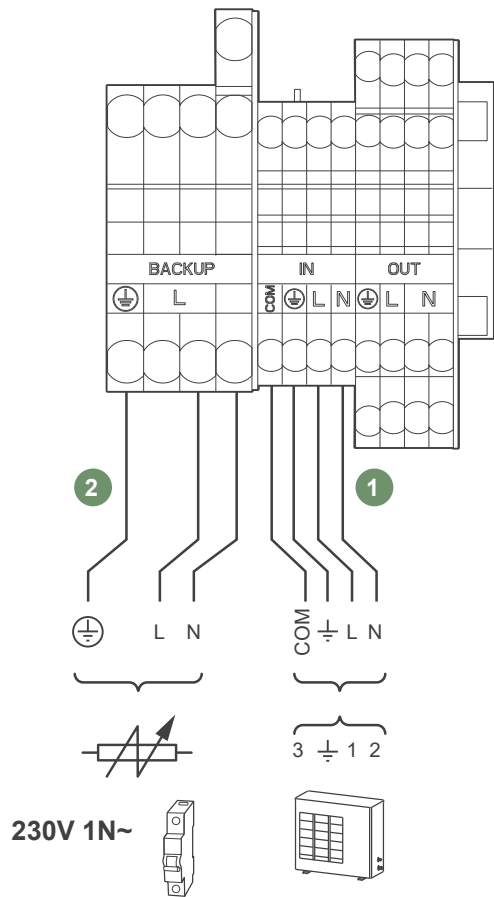 BACKUP IN OUT
L COM L N L N
2 1
L N COM L N
3 1 2
230V 1N~